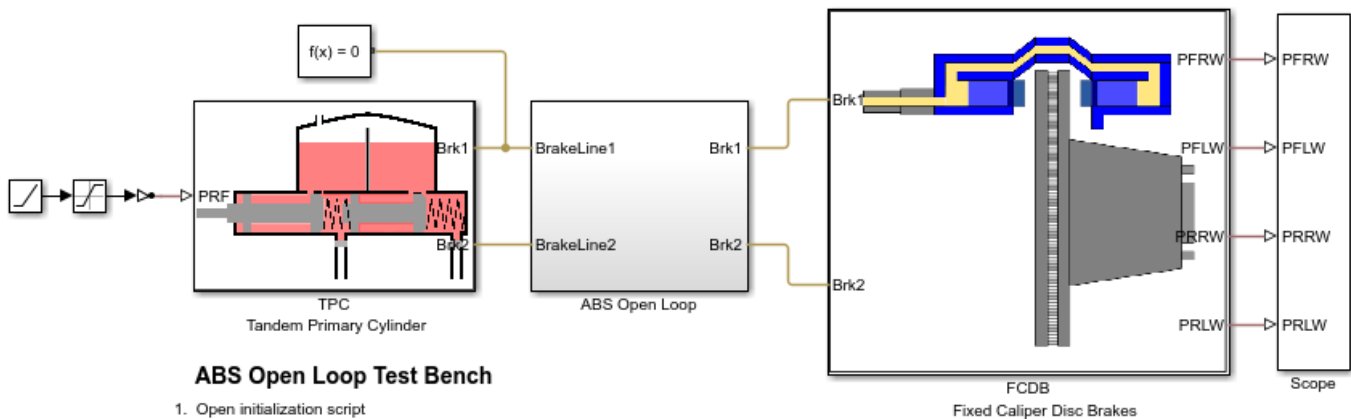 f(x) = 0
PRF
Brk1
Brk2
TPC
Tandem Primary Cylinder
BrakeLine1
BrakeLine2
Brk1
Brk2
ABS Open Loop
Brk1
Brk2
PFRW
PFLW
PRRW
PRLW
FCDB
Fixed Caliper Disc Brakes
PFRW
PFLW
PRRW
PRLW
Scope
ABS Open Loop Test Bench
1. Open initialization script